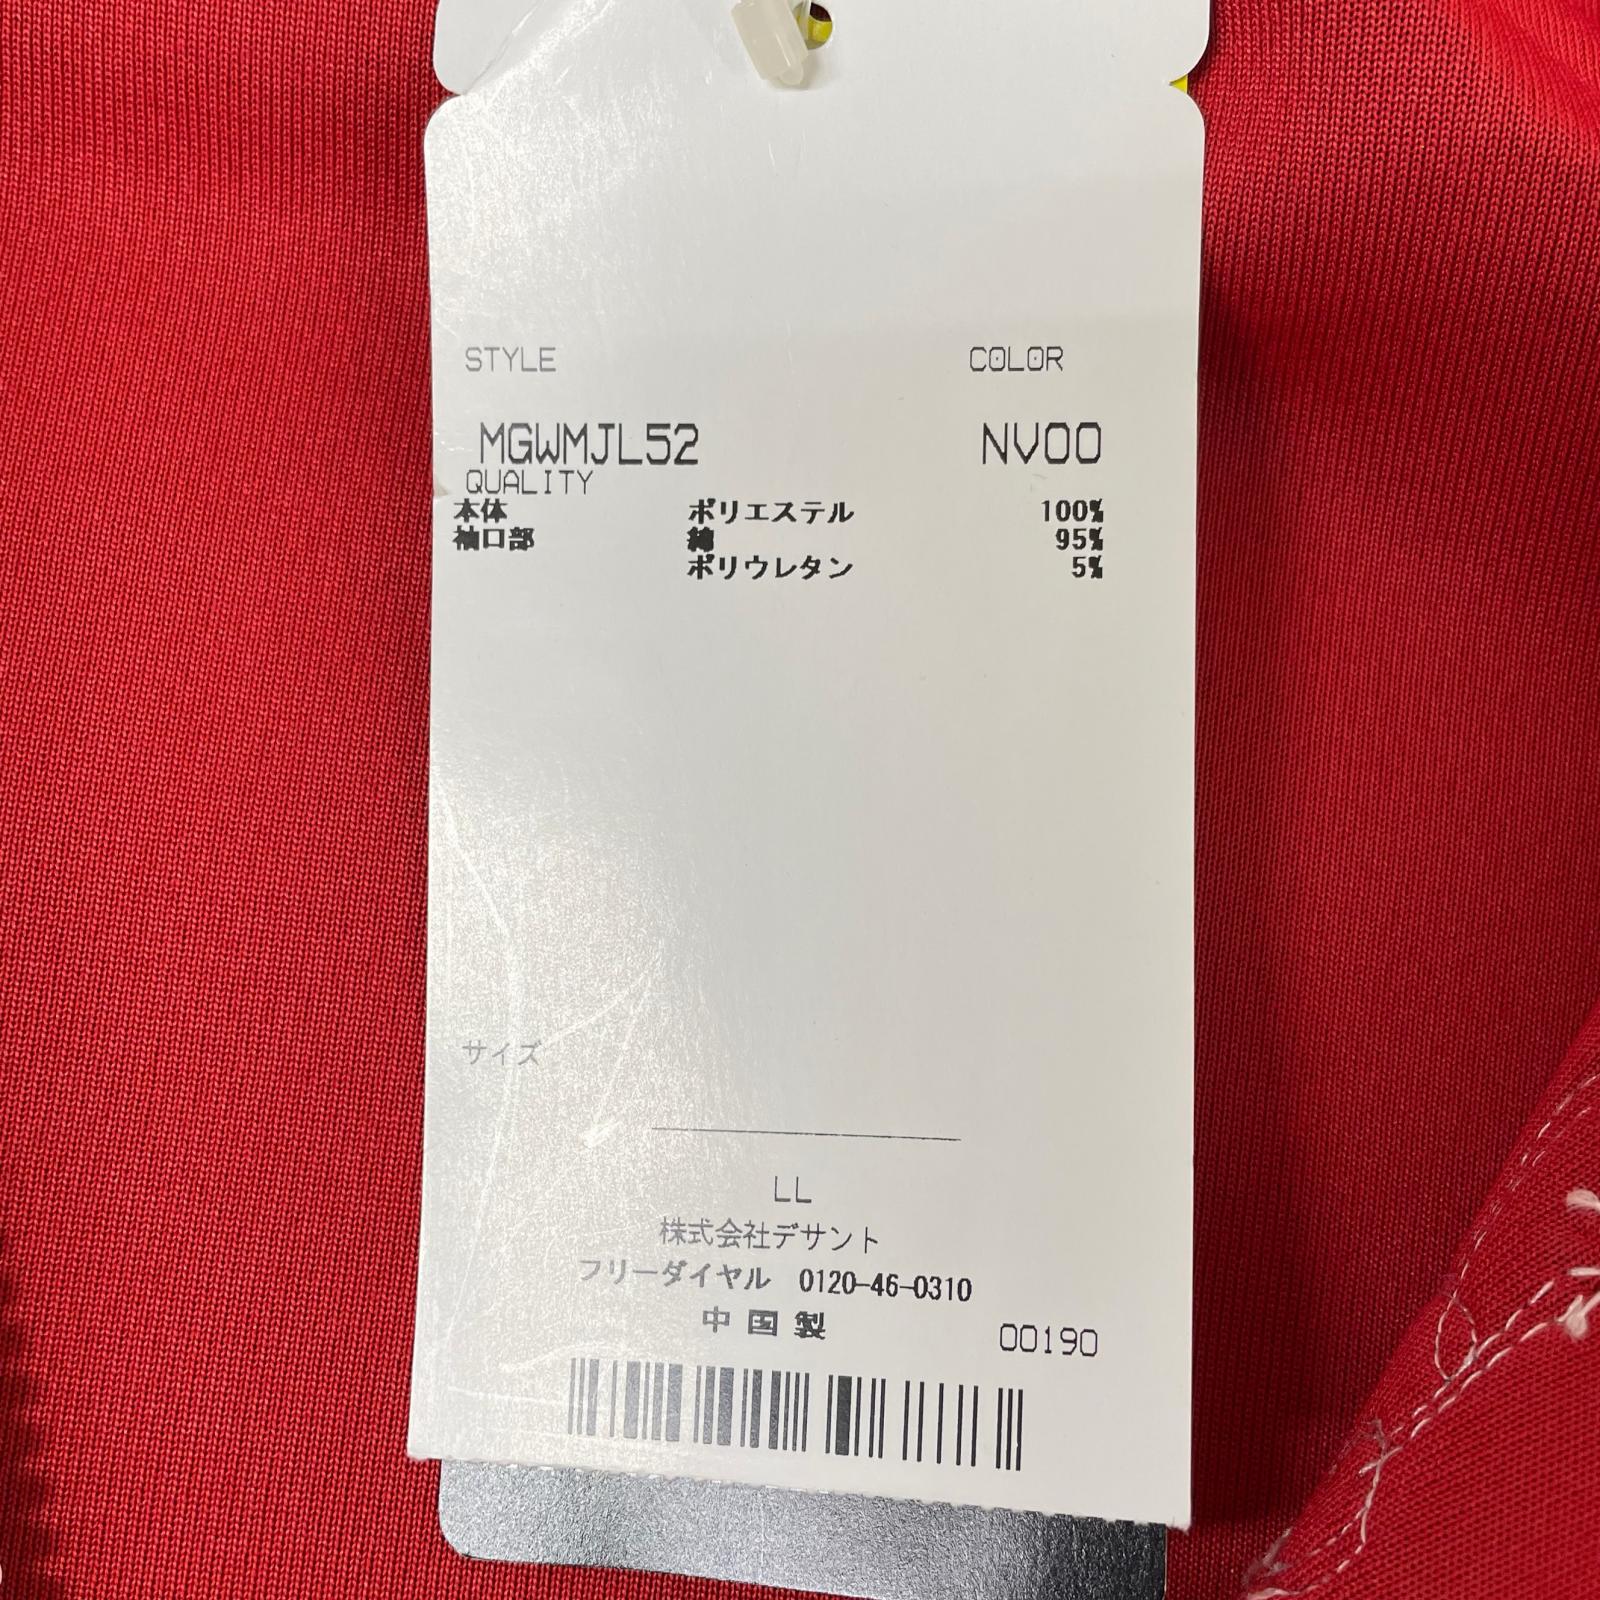 STYLE COLOR
MGWMJL52 NV00
QUALITY
本体 ポリエステル 100%
袖口部 綿 95%
ポリウレタン 5%
サイズ
LL
株式会社デサント
フリーダイヤル 0120-46-0310
中国製 00190